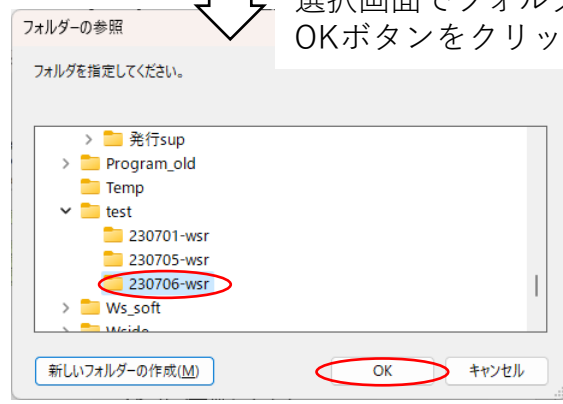 選択画面でフォル
OKボタンをクリッ
フォルダーの参照
フォルダを指定してください。
発行sup
Program_old
Temp
test
230701-wsr
230705-wsr
230706-wsr
Ws_soft
新しいフォルダーの作成(M)
OK
キャンセル